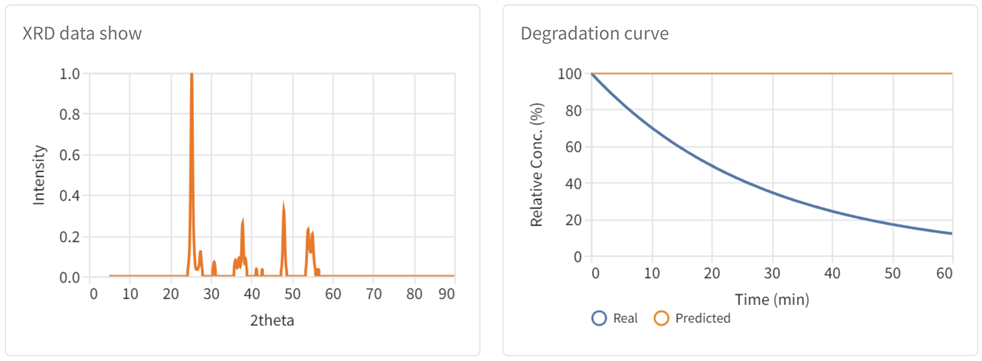 XRD data show
1.0
0.8
0.6
0.4
0.2
0.0
Intensity
0 10 20 30 40 50 60 70 80 90
2theta
Degradation curve
100
80
60
40
20
0
Relative Conc. (%)
0 10 20 30 40 50 60
Time (min)
Real Predicted